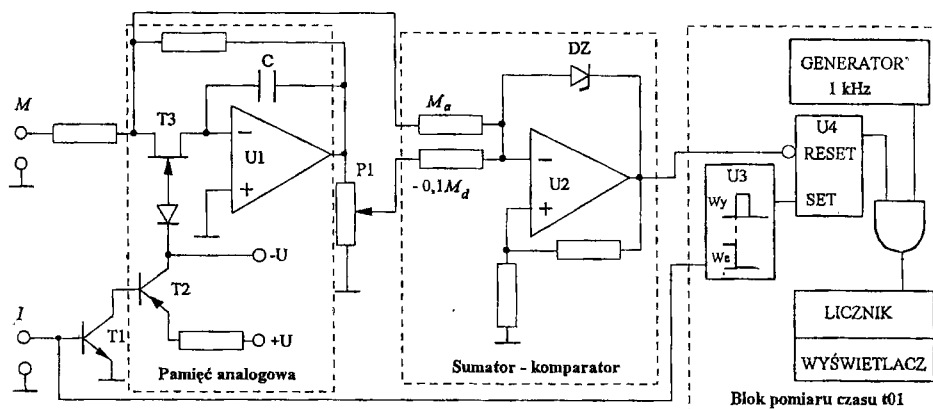 M
I
T1
T2
T3
C
U1
-U
+U
P1
Pamięć analogowa
Ma
- 0,1Md
DZ
U2
Sumator - komparator
GENERATOR
1 kHz
U4
RESET
SET
U3
Wy
We
LICZNIK
WYŚWIETLACZ
Blok pomiaru czasu t01